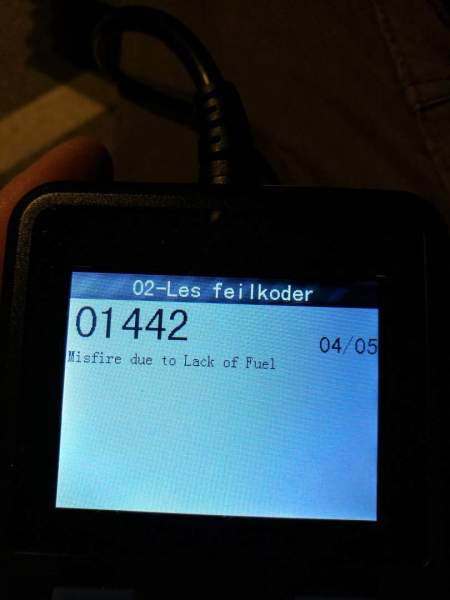 02-Les feilkoder
01442
04/05
Misfire due to Lack of Fuel